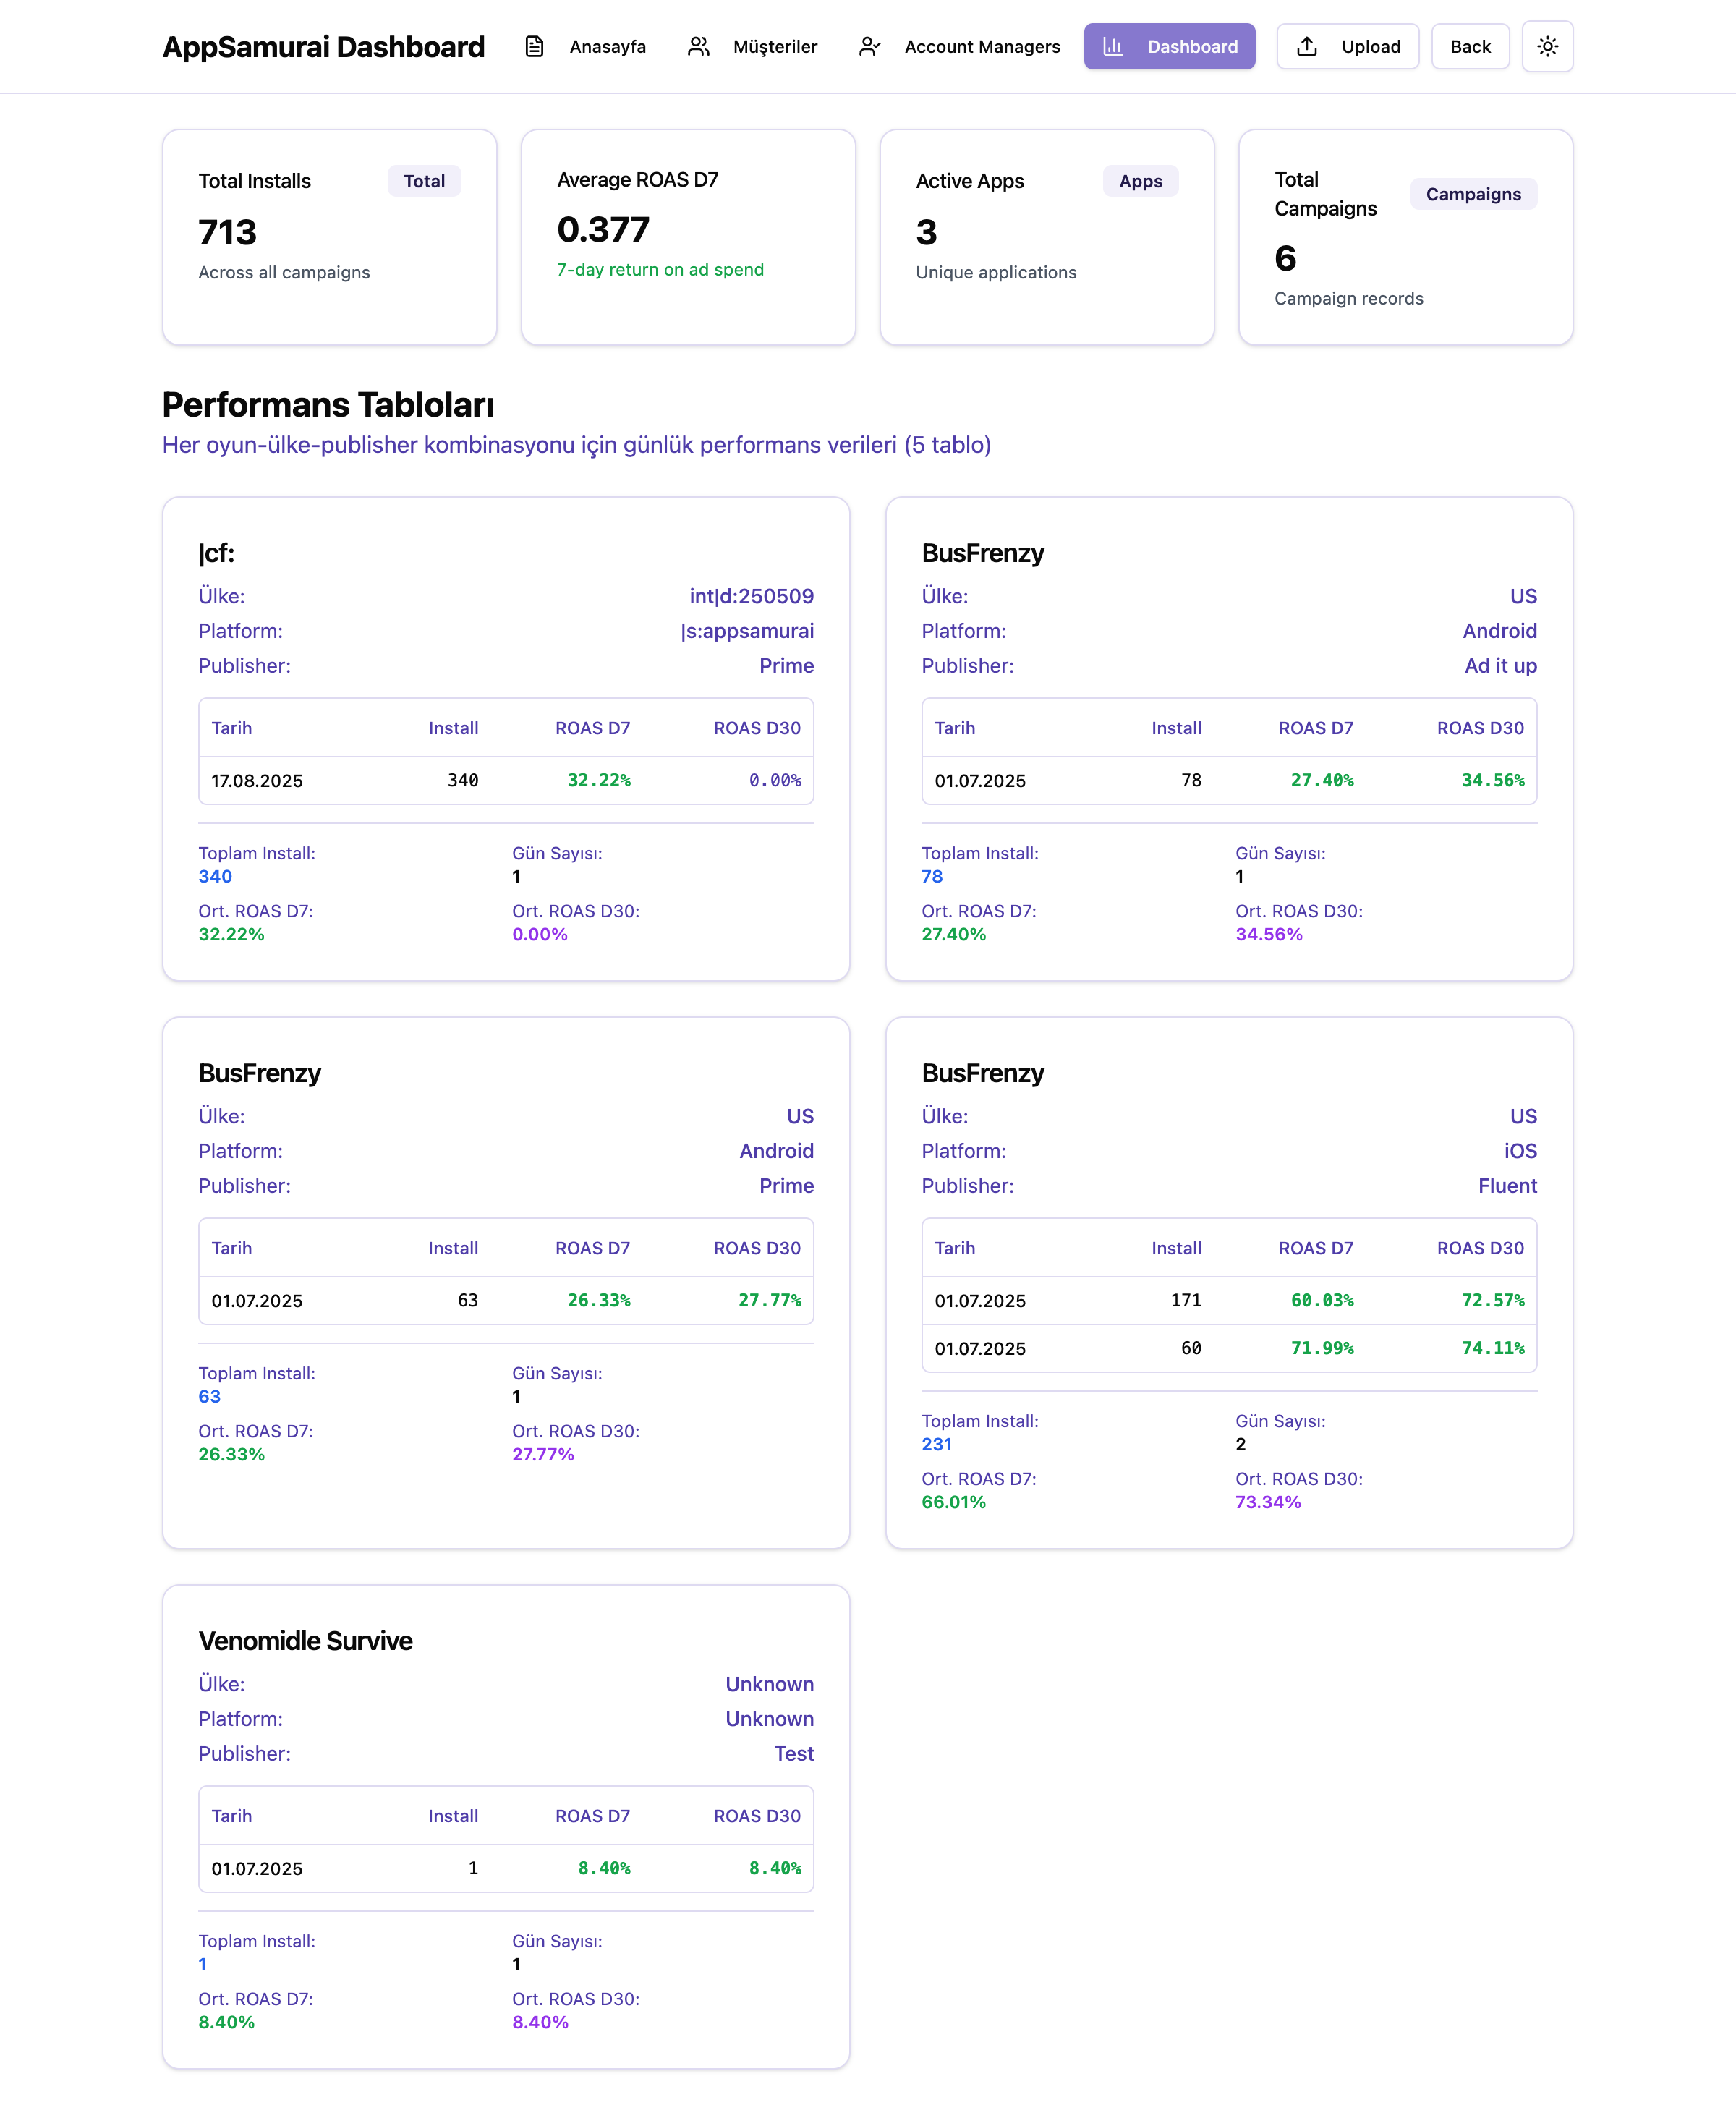 AppSamurai Dashboard Anasayfa Müşteriler Account Managers Dashboard Upload Back
Total Installs Total
713
Across all campaigns
Average ROAS D7
0.377
7-day return on ad spend
Active Apps Apps
3
Unique applications
Total Campaigns Campaigns
6
Campaign records
Performans Tabloları
Her oyun-ülke-publisher kombinasyonu için günlük performans verileri (5 tablo)
|cf:
Ülke: int|d:250509
Platform: |s:appsamurai
Publisher: Prime
Tarih Install ROAS D7 ROAS D30
17.08.2025 340 32.22% 0.00%
Toplam Install: Gün Sayısı:
340 1
Ort. ROAS D7: Ort. ROAS D30:
32.22% 0.00%
BusFrenzy
Ülke: US
Platform: Android
Publisher: Ad it up
Tarih Install ROAS D7 ROAS D30
01.07.2025 78 27.40% 34.56%
Toplam Install: Gün Sayısı:
78 1
Ort. ROAS D7: Ort. ROAS D30:
27.40% 34.56%
BusFrenzy
Ülke: US
Platform: Android
Publisher: Prime
Tarih Install ROAS D7 ROAS D30
01.07.2025 63 26.33% 27.77%
Toplam Install: Gün Sayısı:
63 1
Ort. ROAS D7: Ort. ROAS D30:
26.33% 27.77%
BusFrenzy
Ülke: US
Platform: iOS
Publisher: Fluent
Tarih Install ROAS D7 ROAS D30
01.07.2025 171 60.03% 72.57%
01.07.2025 60 71.99% 74.11%
Toplam Install: Gün Sayısı:
231 2
Ort. ROAS D7: Ort. ROAS D30:
66.01% 73.34%
Venomidle Survive
Ülke: Unknown
Platform: Unknown
Publisher: Test
Tarih Install ROAS D7 ROAS D30
01.07.2025 1 8.40% 8.40%
Toplam Install: Gün Sayısı:
1 1
Ort. ROAS D7: Ort. ROAS D30:
8.40% 8.40%